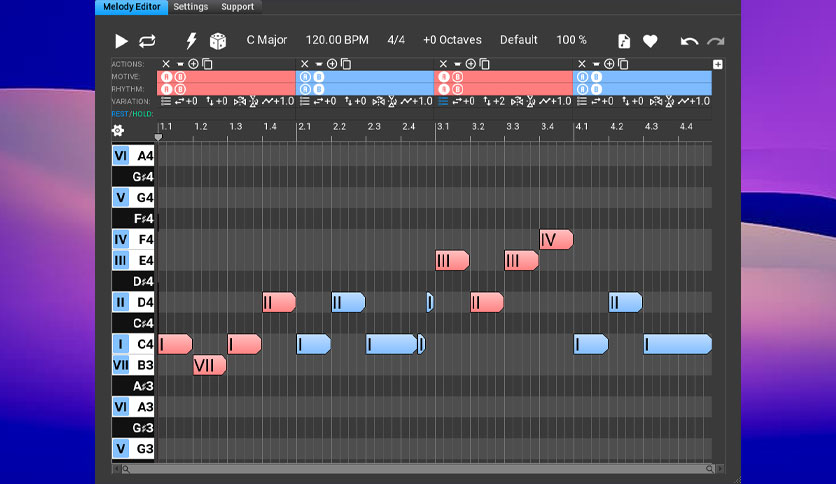 Melody Editor Settings Support
C Major 120.00 BPM 4/4 +0 Octaves Default 100 %
ACTIONS:
MOTIVE: A B A B A B A B
RHYTHM: A B A B A B A B
VARIATION: +0 +0 +1.0 +0 +0 +1.0 +0 +2 +1.0 +0 +0 +1.0
REST/HOLD:
1.1 1.2 1.3 1.4 2.1 2.2 2.3 2.4 3.1 3.2 3.3 3.4 4.1 4.2 4.3 4.4
VI A4
G♯4
V G4
F♯4
IV F4 IV
III E4 III III
D♯4
II D4 II II II II
C♯4
I C4 I I I I I I
VII B3 VII
A♯3
VI A3
G♯3
V G3